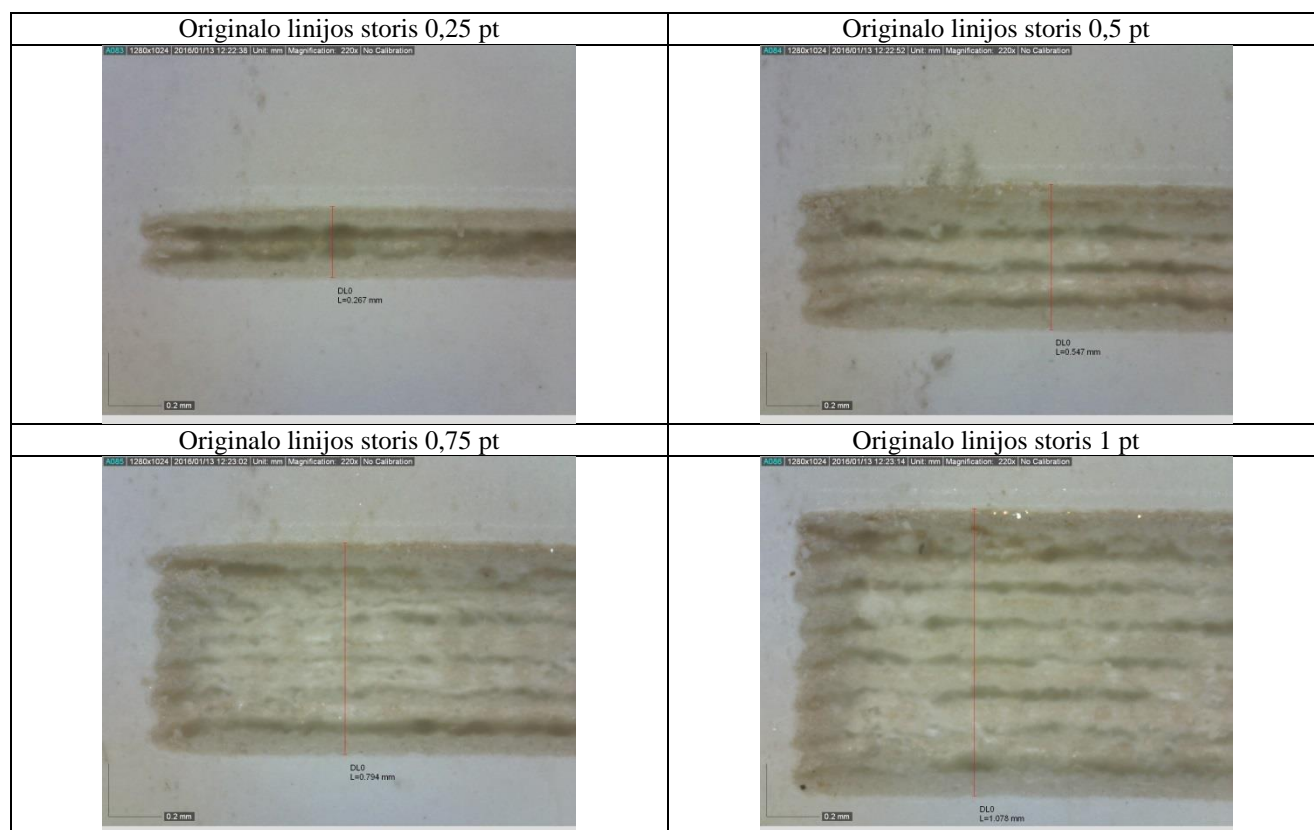 Originalo linijos storis 0,25 pt
Originalo linijos storis 0,5 pt
A083 1280x1024 2016/01/13 12:22:38 Unit: mm Magnification: 220x No Calibration
A084 1280x1024 2016/01/13 12:22:52 Unit: mm Magnification: 220x No Calibration
DL0
L=0.267 mm
0.2 mm
DL0
L=0.547 mm
0.2 mm
Originalo linijos storis 0,75 pt
Originalo linijos storis 1 pt
A085 1280x1024 2016/01/13 12:23:02 Unit: mm Magnification: 220x No Calibration
A086 1280x1024 2016/01/13 12:23:14 Unit: mm Magnification: 220x No Calibration
DL0
L=0.794 mm
0.2 mm
DL0
L=1.078 mm
0.2 mm